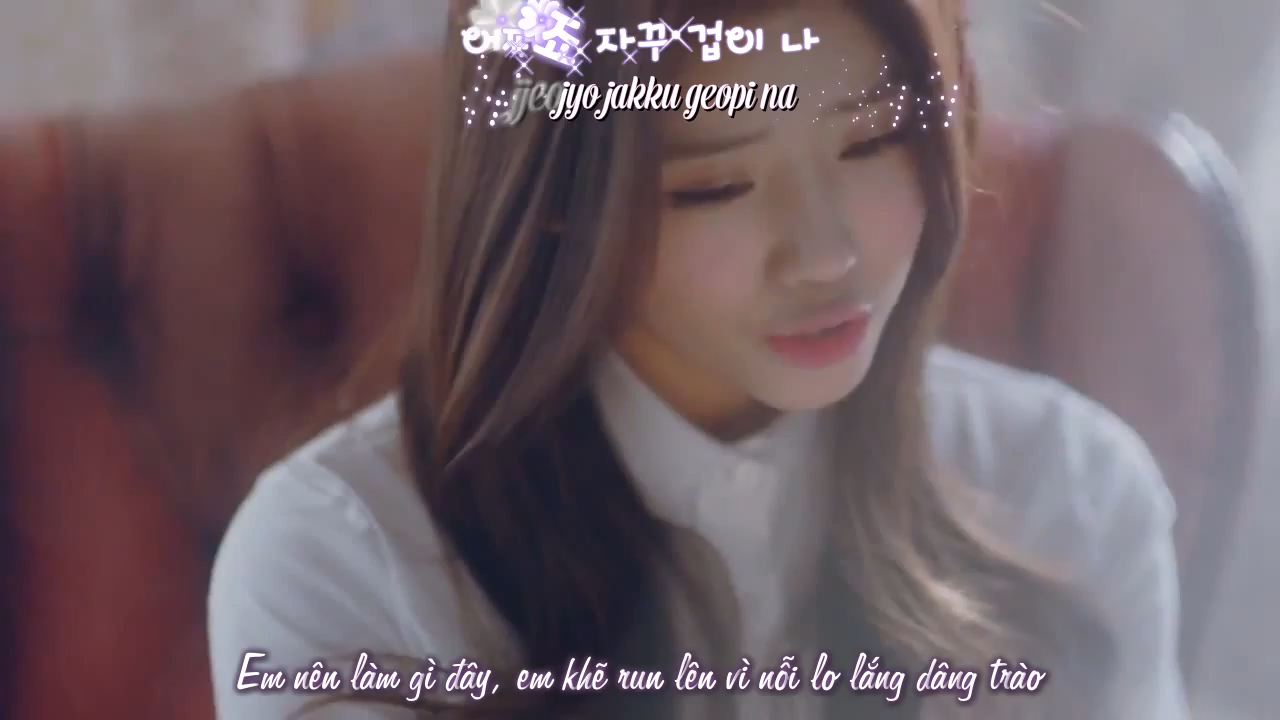 죠 자꾸 겁이 나
jyo jakku geopi na
Em nên làm gì đây, em khẽ run lên vì nỗi lo lắng dâng trào